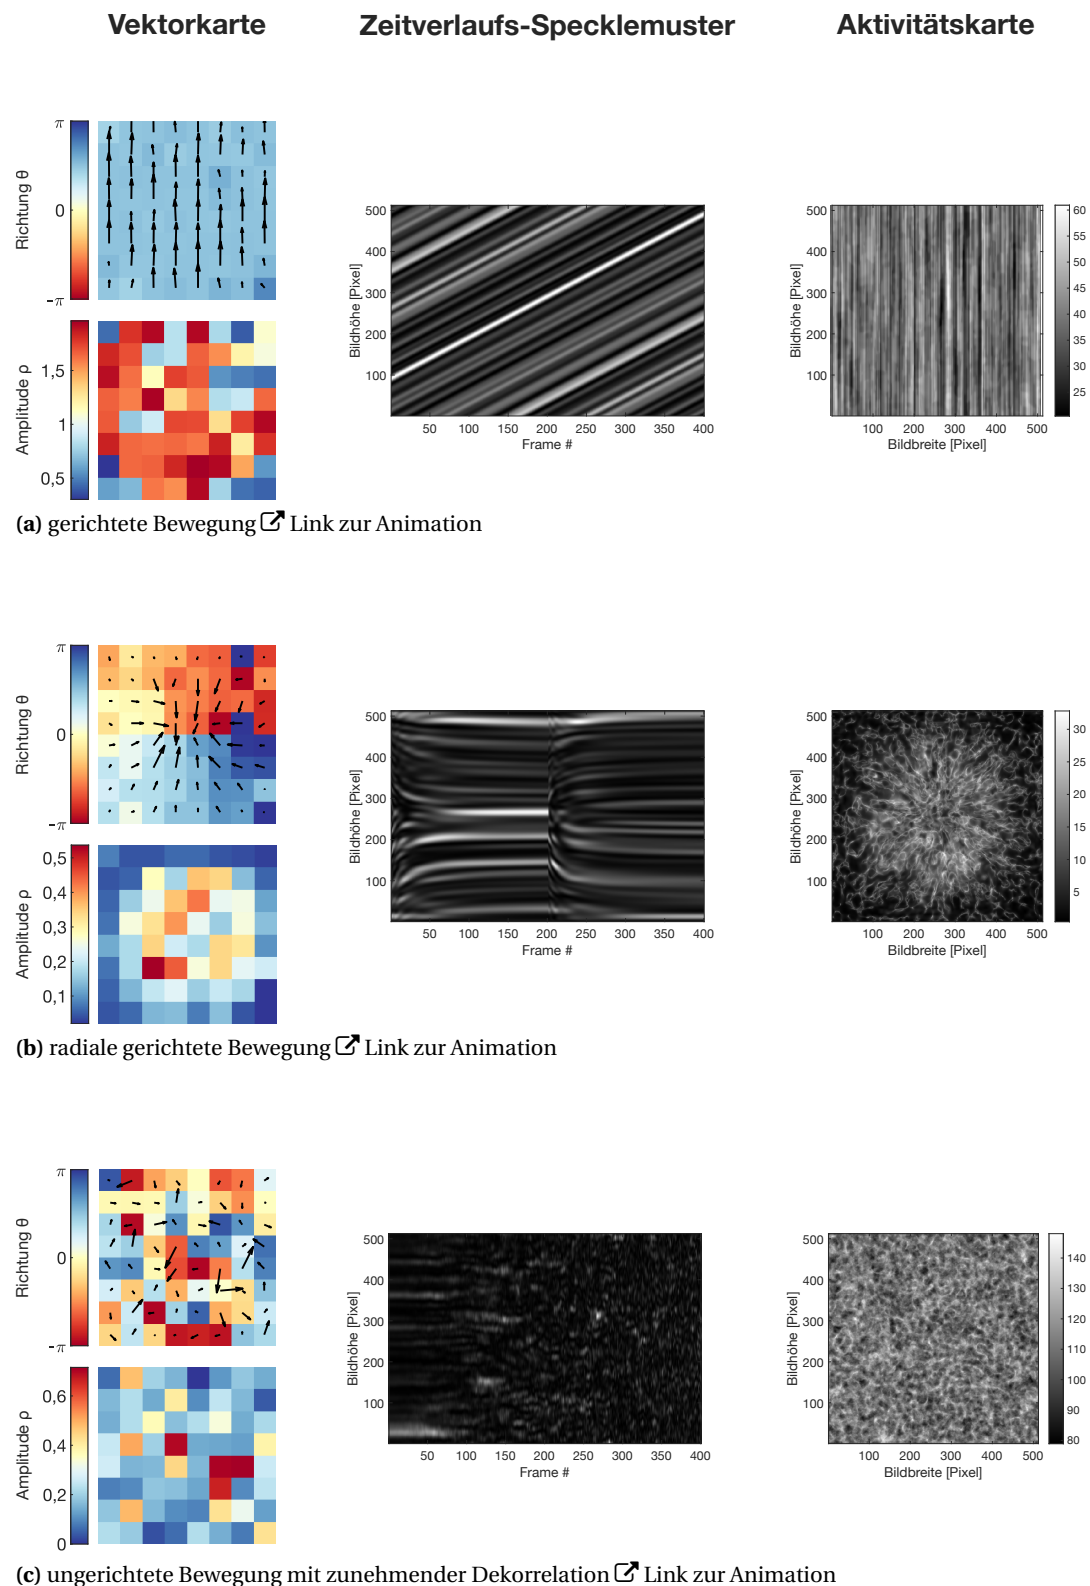 Vektorkarte Zeitverlaufs-Specklemuster Aktivitätskarte
π
Richtung θ
0
-π
Amplitude ρ
1,5
1
0,5
Bildhöhe [Pixel]
500
400
300
200
100
50 100 150 200 250 300 350 400
Frame #
500
400
300
200
100
100 200 300 400 500
Bildbreite [Pixel]
60
55
50
45
40
35
30
25
(a) gerichtete Bewegung Link zur Animation
π
Richtung θ
0
-π
Amplitude ρ
0,5
0,4
0,3
0,2
0,1
Bildhöhe [Pixel]
500
400
300
200
100
50 100 150 200 250 300 350 400
Frame #
500
400
300
200
100
100 200 300 400 500
Bildbreite [Pixel]
30
25
20
15
10
5
(b) radiale gerichtete Bewegung Link zur Animation
π
Richtung θ
0
-π
Amplitude ρ
0,6
0,4
0,2
0
Bildhöhe [Pixel]
500
400
300
200
100
50 100 150 200 250 300 350 400
Frame #
500
400
300
200
100
100 200 300 400 500
Bildbreite [Pixel]
140
130
120
110
100
90
80
(c) ungerichtete Bewegung mit zunehmender Dekorrelation Link zur Animation